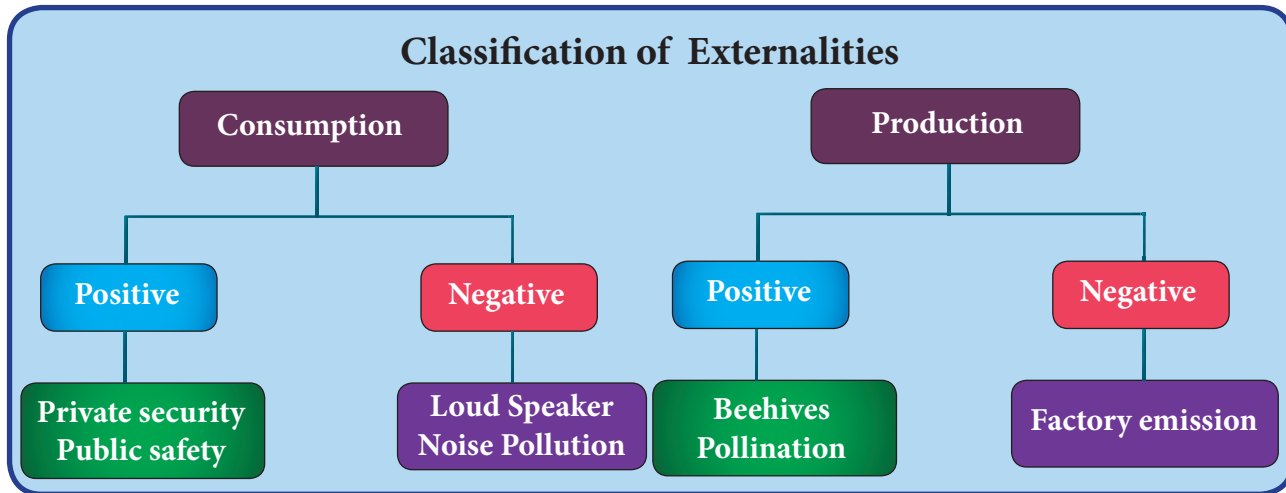 Classification of Externalities
Consumption
Production
Positive
Negative
Positive
Negative
Private security
Public safety
Loud Speaker
Noise Pollution
Beehives
Pollination
Factory emission